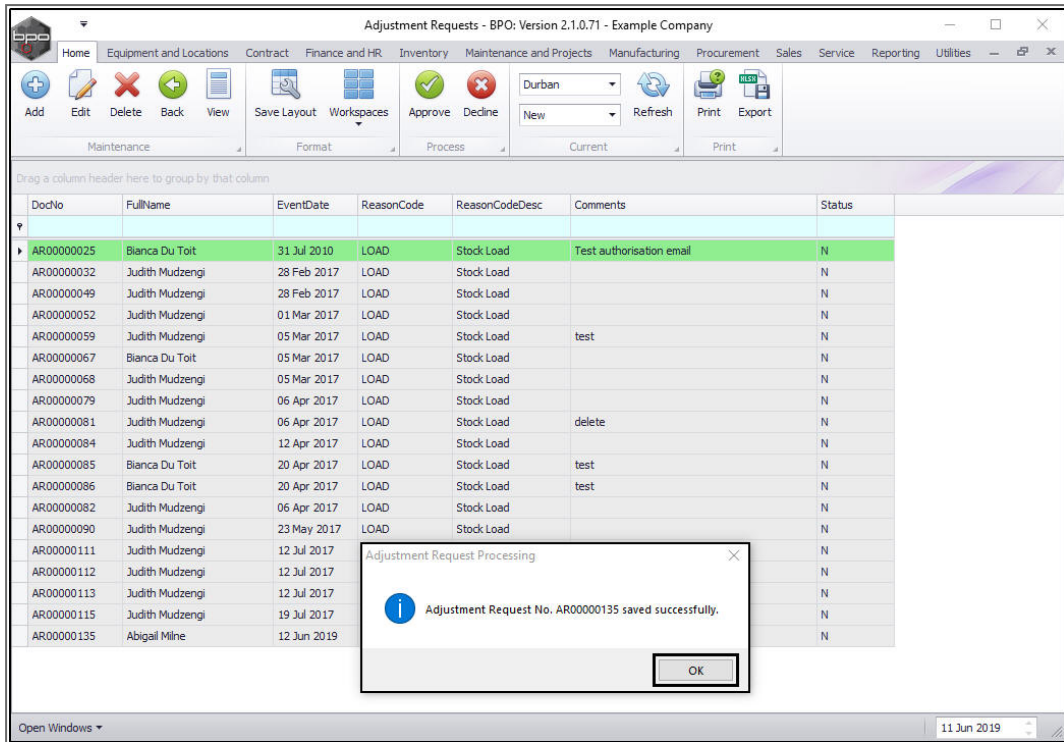 bpo
Adjustment Requests - BPO: Version 2.1.0.71 - Example Company
Home Equipment and Locations Contract Finance and HR Inventory Maintenance and Projects Manufacturing Procurement Sales Service Reporting Utilities
Add Edit Delete Back View Save Layout Workspaces Approve Decline Durban New Refresh Print Export
XLSX
Maintenance Format Process Current Print
Drag a column header here to group by that column
DocNo FullName EventDate ReasonCode ReasonCodeDesc Comments Status
AR00000025 Bianca Du Toit 31 Jul 2010 LOAD Stock Load Test authorisation email N
AR00000032 Judith Mudzengi 28 Feb 2017 LOAD Stock Load N
AR00000049 Judith Mudzengi 28 Feb 2017 LOAD Stock Load N
AR00000052 Judith Mudzengi 01 Mar 2017 LOAD Stock Load N
AR00000059 Judith Mudzengi 05 Mar 2017 LOAD Stock Load test N
AR00000067 Bianca Du Toit 05 Mar 2017 LOAD Stock Load N
AR00000068 Judith Mudzengi 05 Mar 2017 LOAD Stock Load N
AR00000079 Judith Mudzengi 06 Apr 2017 LOAD Stock Load N
AR00000081 Judith Mudzengi 06 Apr 2017 LOAD Stock Load delete N
AR00000084 Judith Mudzengi 12 Apr 2017 LOAD Stock Load N
AR00000085 Bianca Du Toit 20 Apr 2017 LOAD Stock Load test N
AR00000086 Bianca Du Toit 20 Apr 2017 LOAD Stock Load test N
AR00000082 Judith Mudzengi 06 Apr 2017 LOAD Stock Load N
AR00000090 Judith Mudzengi 23 May 2017 LOAD Stock Load N
AR00000111 Judith Mudzengi 12 Jul 2017 N
AR00000112 Judith Mudzengi 12 Jul 2017 N
AR00000113 Judith Mudzengi 12 Jul 2017 N
AR00000115 Judith Mudzengi 19 Jul 2017 N
AR00000135 Abigail Milne 12 Jun 2019 N
Adjustment Request Processing
Adjustment Request No. AR00000135 saved successfully.
OK
Open Windows 11 Jun 2019